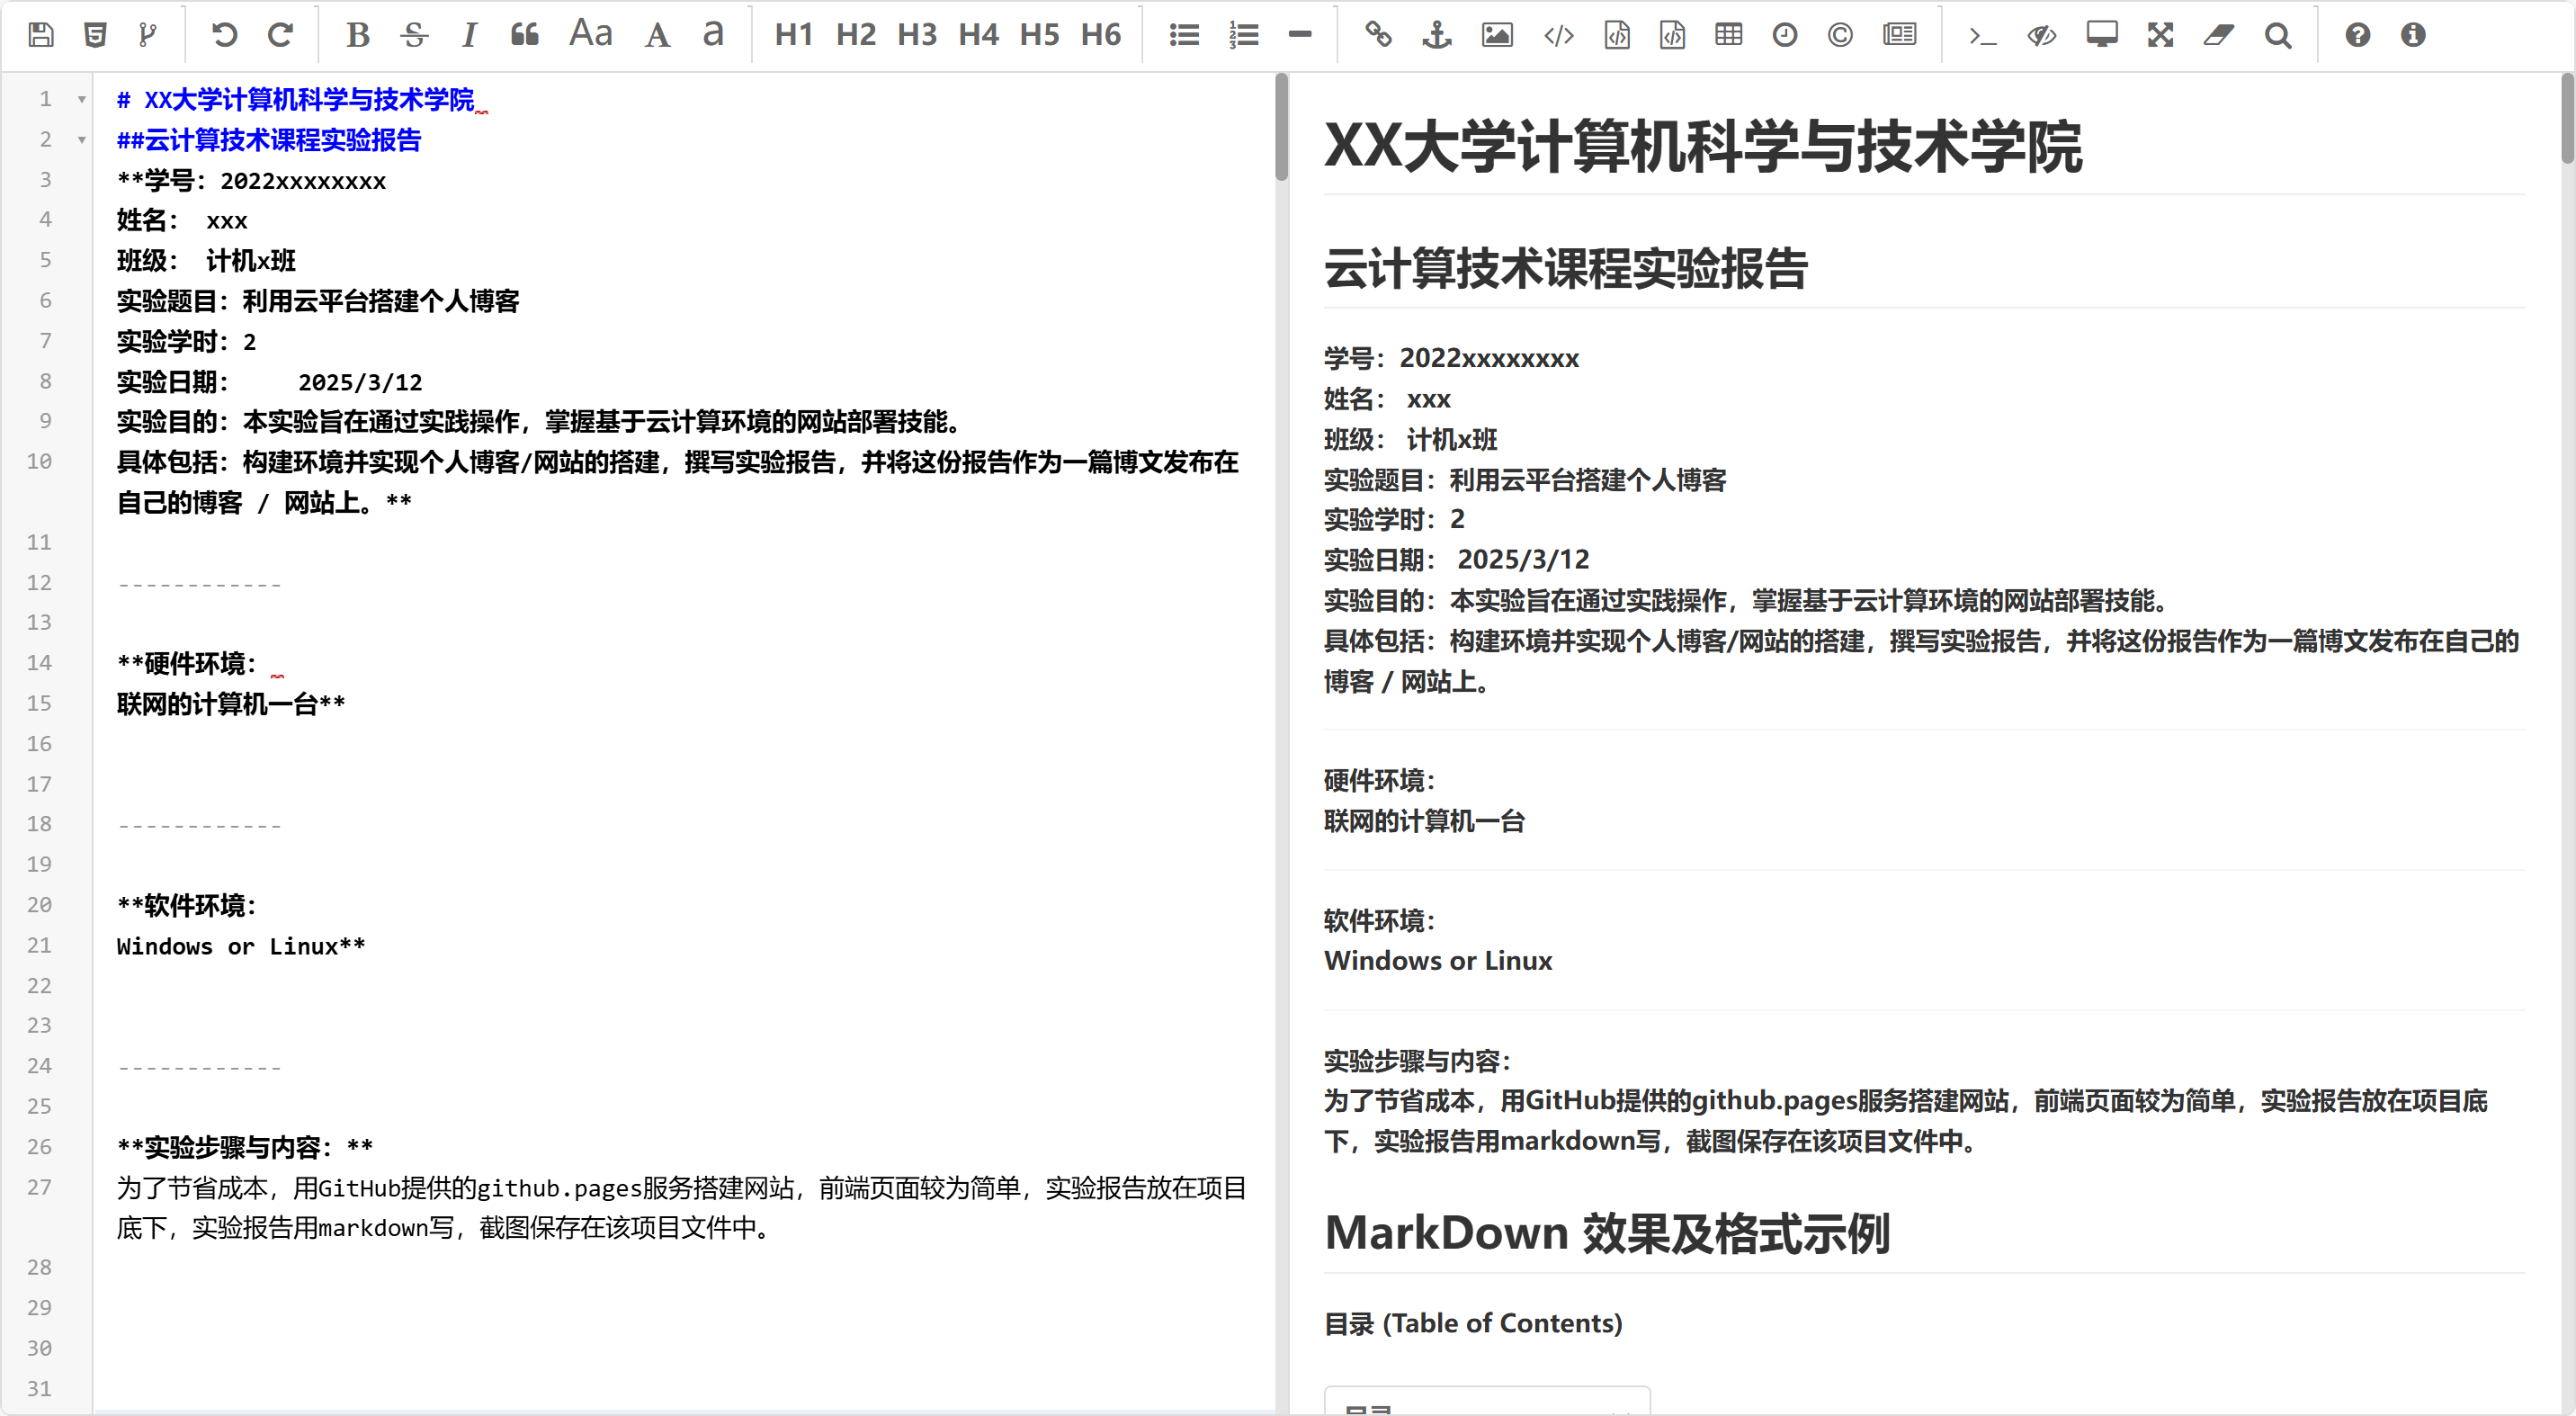 B S I Aa A a H1 H2 H3 H4 H5 H6
1 # XX大学计算机科学与技术学院
2 ##云计算技术课程实验报告
3 **学号：2022xxxxxxxx
4 姓名： xxx
5 班级： 计机x班
6 实验题目：利用云平台搭建个人博客
7 实验学时：2
8 实验日期： 2025/3/12
9 实验目的：本实验旨在通过实践操作，掌握基于云计算环境的网站部署技能。
10 具体包括：构建环境并实现个人博客/网站的搭建，撰写实验报告，并将这份报告作为一篇博文发布在
自己的博客 / 网站上。**
11
12 ------------
13
14 **硬件环境：
15 联网的计算机一台**
16
17
18 ------------
19
20 **软件环境：
21 Windows or Linux**
22
23
24 ------------
25
26 **实验步骤与内容：**
27 为了节省成本，用GitHub提供的github.pages服务搭建网站，前端页面较为简单，实验报告放在项目
底下，实验报告用markdown写，截图保存在该项目文件中。
28
29
30
31
XX大学计算机科学与技术学院
云计算技术课程实验报告
学号：2022xxxxxxxx
姓名： xxx
班级： 计机x班
实验题目：利用云平台搭建个人博客
实验学时：2
实验日期： 2025/3/12
实验目的：本实验旨在通过实践操作，掌握基于云计算环境的网站部署技能。
具体包括：构建环境并实现个人博客/网站的搭建，撰写实验报告，并将这份报告作为一篇博文发布在自己的
博客 / 网站上。
硬件环境：
联网的计算机一台
软件环境：
Windows or Linux
实验步骤与内容：
为了节省成本，用GitHub提供的github.pages服务搭建网站，前端页面较为简单，实验报告放在项目底
下，实验报告用markdown写，截图保存在该项目文件中。
MarkDown 效果及格式示例
目录 (Table of Contents)